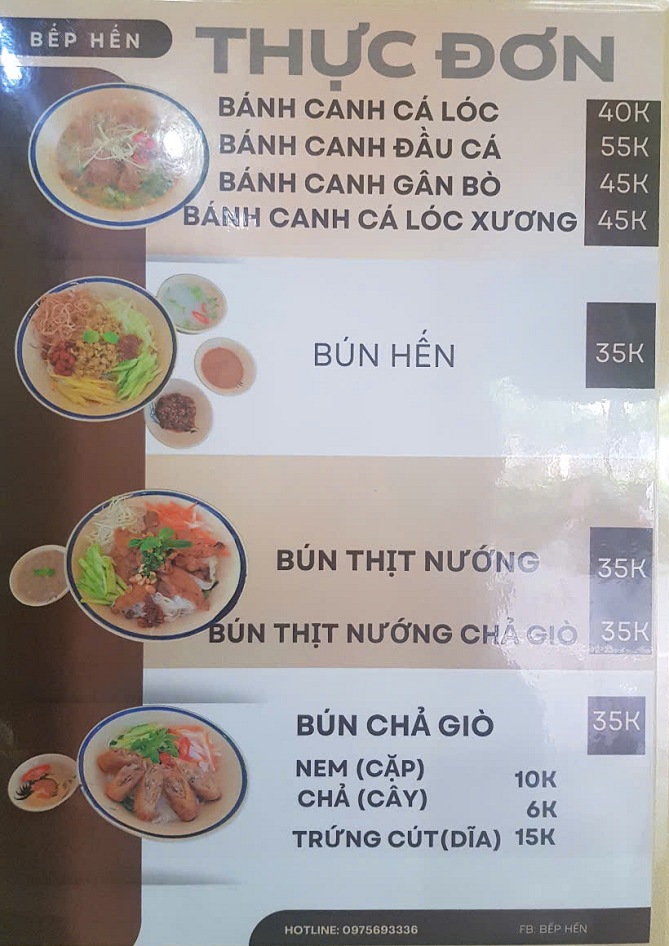 BẾP HẾN
THỰC ĐƠN
BÁNH CANH CÁ LÓC 40K
BÁNH CANH ĐẦU CÁ 55K
BÁNH CANH GÂN BÒ 45K
BÁNH CANH CÁ LÓC XƯƠNG 45K
BÚN HẾN 35K
BÚN THỊT NƯỚNG 35K
BÚN THỊT NƯỚNG CHẢ GIÒ 35K
BÚN CHẢ GIÒ 35K
NEM (CẶP) 10K
CHẢ (CÂY) 6K
TRỨNG CÚT(DĨA) 15K
HOTLINE: 0975693336 FB: BẾP HẾN